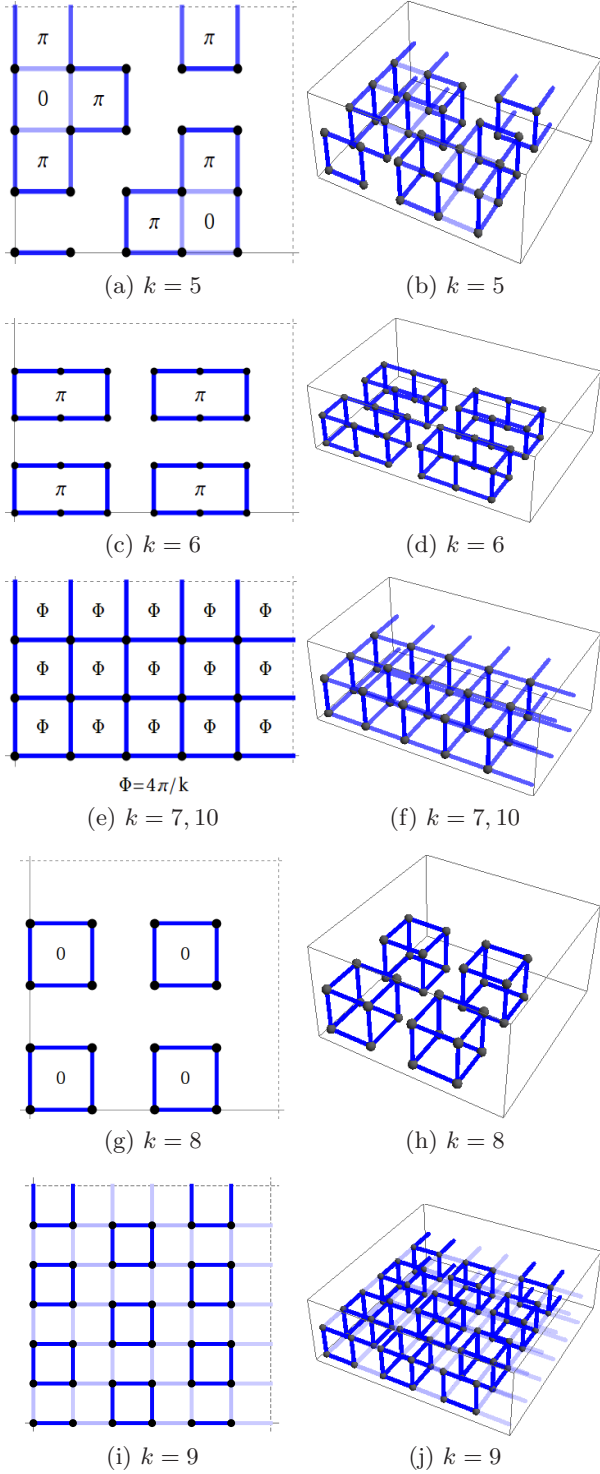 π π
0 π
π π
π 0
(a) k = 5 (b) k = 5
π π
π π
(c) k = 6 (d) k = 6
Φ Φ Φ Φ Φ
Φ Φ Φ Φ Φ
Φ Φ Φ Φ Φ
Φ=4π/k
(e) k = 7, 10 (f) k = 7, 10
0 0
0 0
(g) k = 8 (h) k = 8
(i) k = 9 (j) k = 9